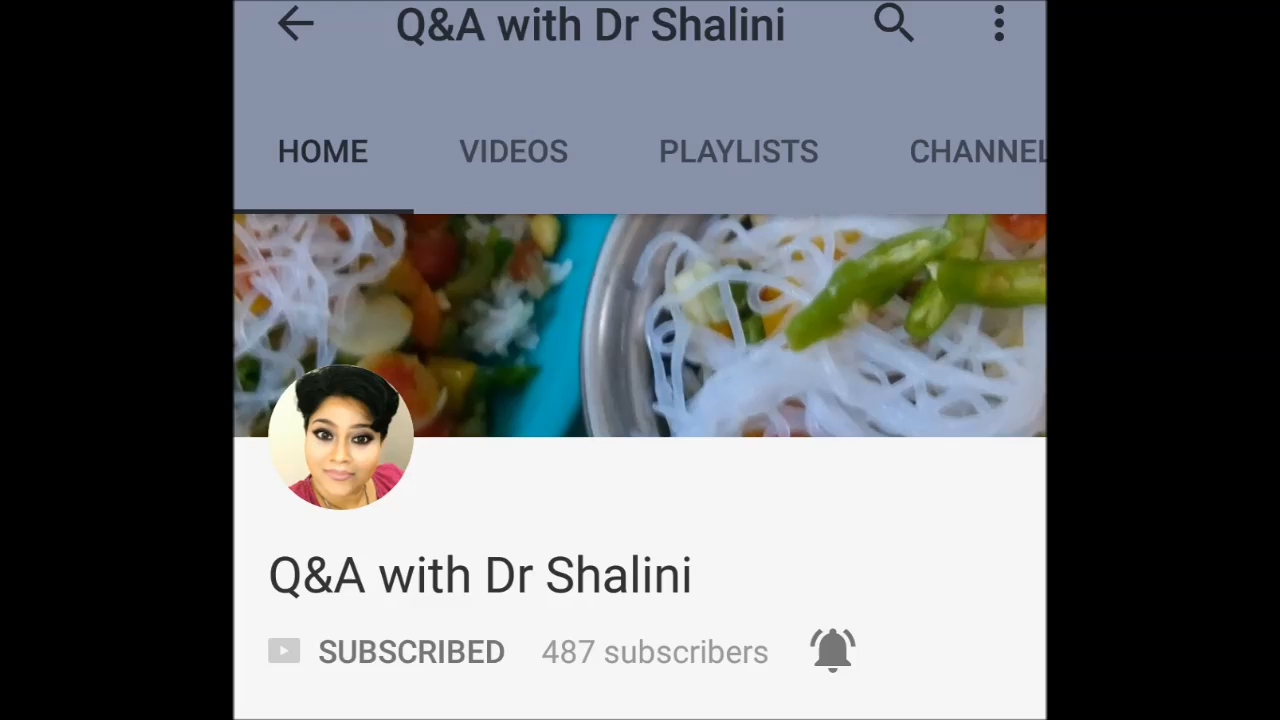 Q&A with Dr Shalini
HOME VIDEOS PLAYLISTS CHANNEL
Q&A with Dr Shalini
SUBSCRIBED 487 subscribers